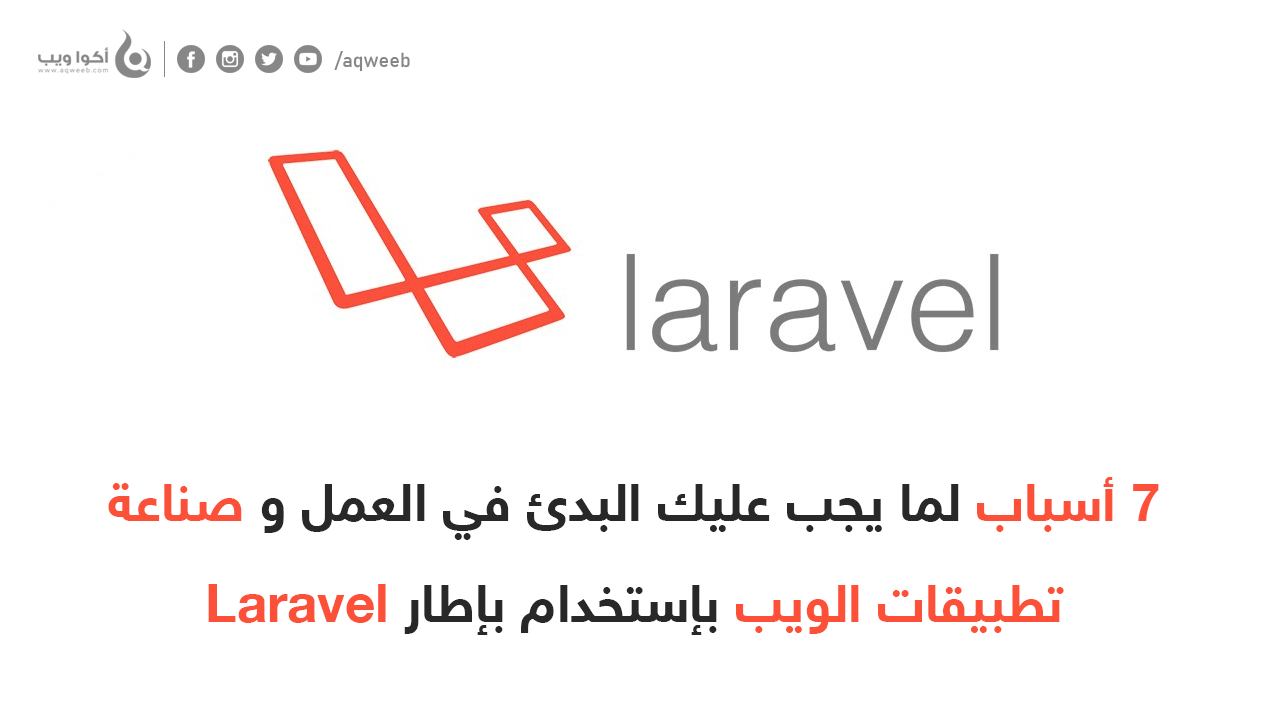 أكوا ويب
www.aqweeb.com
/aqweeb
laravel
7 أسباب لما يجب عليك البدئ في العمل و صناعة
تطبيقات الويب بإستخدام بإطار Laravel